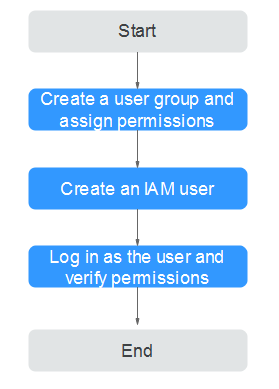 Start
Create a user group and
assign permissions
Create an IAM user
Log in as the user and
verify permissions
End